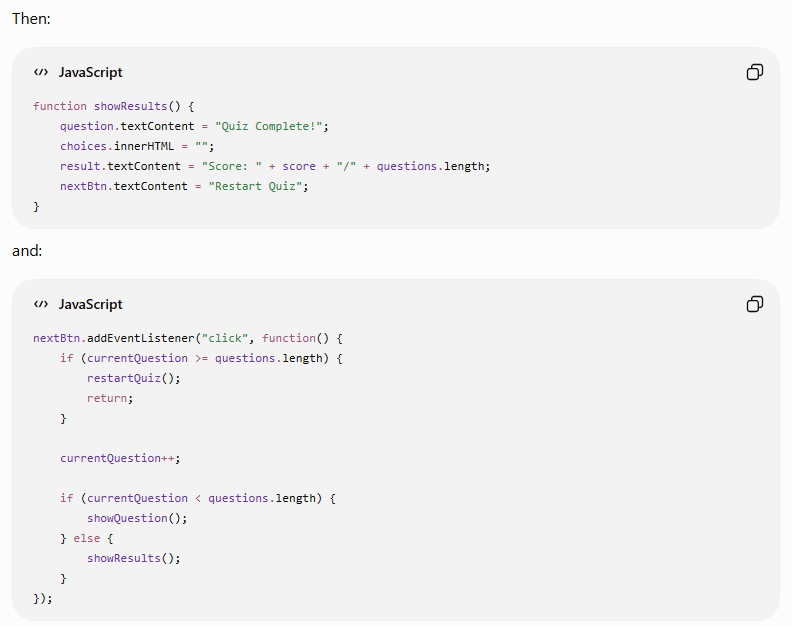 Then:
</> JavaScript
function showResults() {
    question.textContent = "Quiz Complete!";
    choices.innerHTML = "";
    result.textContent = "Score: " + score + "/" + questions.length;
    nextBtn.textContent = "Restart Quiz";
}
and:
</> JavaScript
nextBtn.addEventListener("click", function() {
    if (currentQuestion >= questions.length) {
        restartQuiz();
        return;
    }

    currentQuestion++;

    if (currentQuestion < questions.length) {
        showQuestion();
    } else {
        showResults();
    }
});